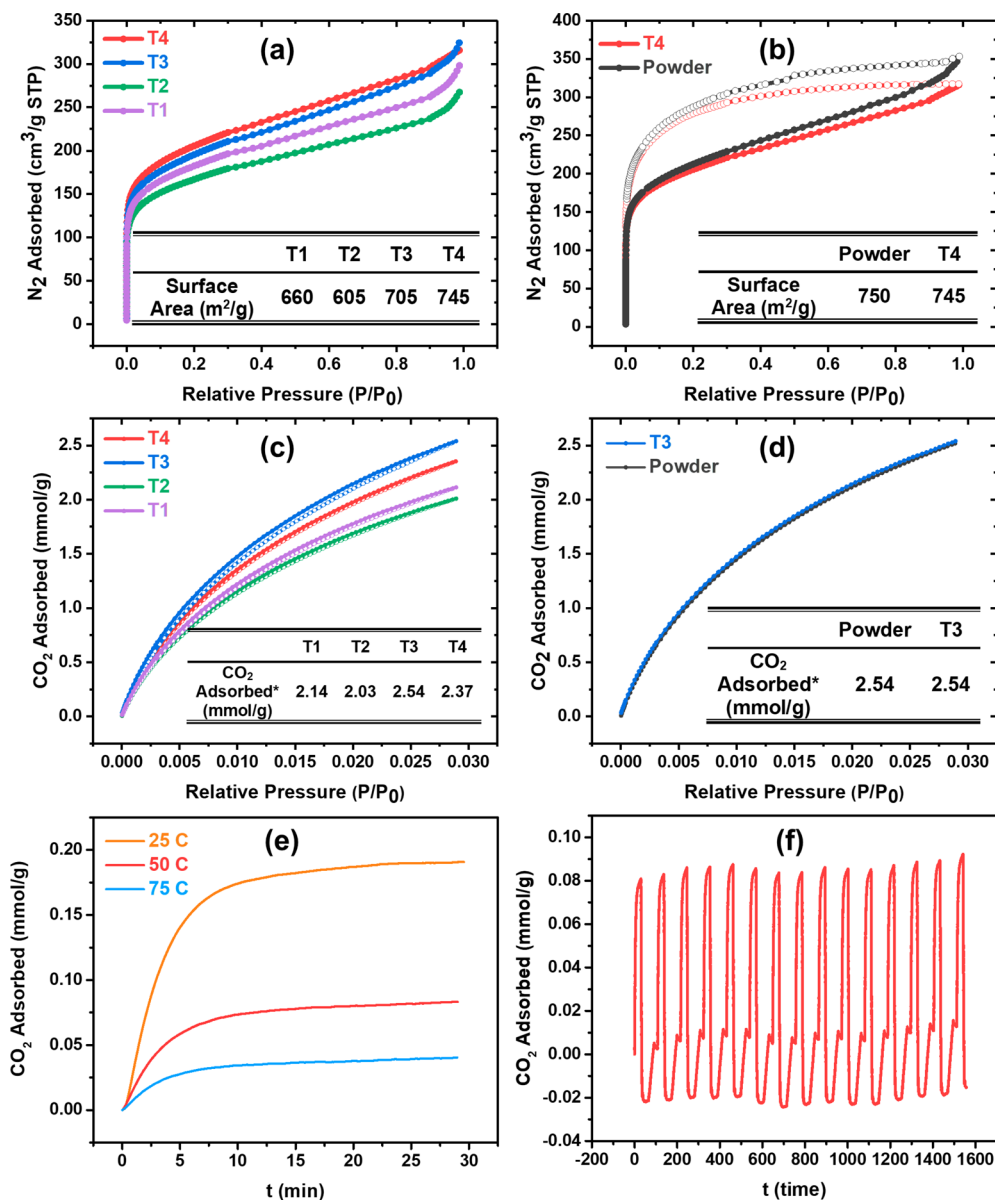 (a)
T4
T3
T2
T1
N2 Adsorbed (cm3/g STP)
350
300
250
200
150
100
50
0
T1 T2 T3 T4
Surface
Area (m2/g) 660 605 705 745
0.0 0.2 0.4 0.6 0.8 1.0
Relative Pressure (P/P0)
(b)
T4
Powder
N2 Adsorbed (cm3/g STP)
400
350
300
250
200
150
100
50
0
Powder T4
Surface
Area (m2/g) 750 745
0.0 0.2 0.4 0.6 0.8 1.0
Relative Pressure (P/P0)
(c)
T4
T3
T2
T1
CO2 Adsorbed (mmol/g)
2.5
2.0
1.5
1.0
0.5
0.0
T1 T2 T3 T4
CO2
Adsorbed* 2.14 2.03 2.54 2.37
(mmol/g)
0.000 0.005 0.010 0.015 0.020 0.025 0.030
Relative Pressure (P/P0)
(d)
T3
Powder
CO2 Adsorbed (mmol/g)
2.5
2.0
1.5
1.0
0.5
0.0
Powder T3
CO2
Adsorbed* 2.54 2.54
(mmol/g)
0.000 0.005 0.010 0.015 0.020 0.025 0.030
Relative Pressure (P/P0)
(e)
25 C
50 C
75 C
CO2 Adsorbed (mmol/g)
0.20
0.15
0.10
0.05
0.00
0 5 10 15 20 25 30
t (min)
(f)
CO2 Adsorbed (mmol/g)
0.10
0.08
0.06
0.04
0.02
0.00
-0.02
-0.04
-200 0 200 400 600 800 1000 1200 1400 1600
t (time)